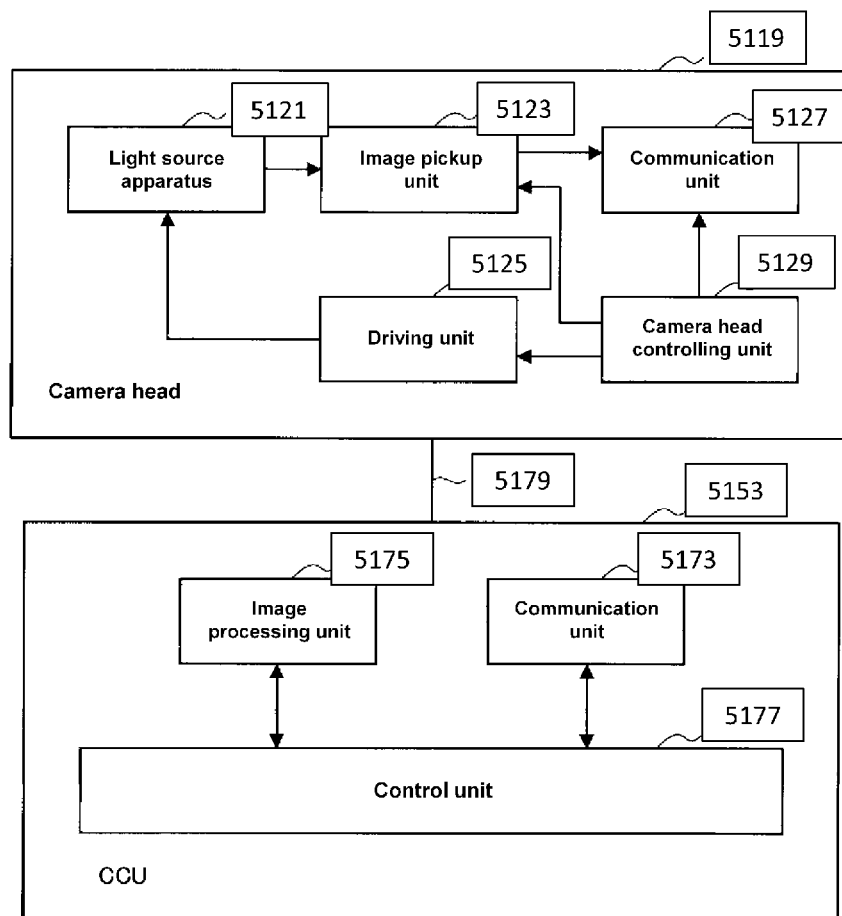 5119
5121
5123
5127
Light source
apparatus
Image pickup
unit
Communication
unit
5125
5129
Driving unit
Camera head
controlling unit
Camera head
5179
5153
5175
5173
Image
processing unit
Communication
unit
5177
Control unit
CCU